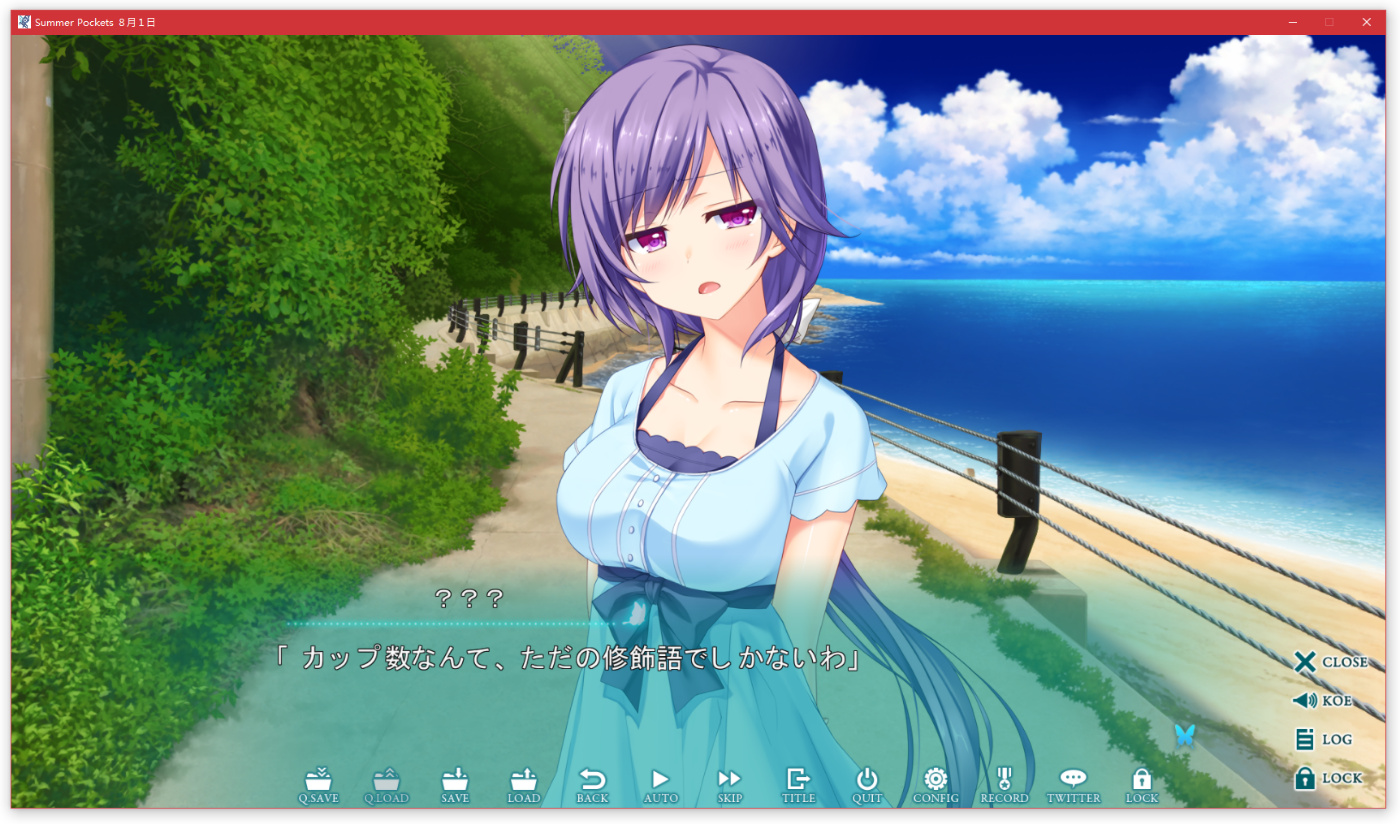 Summer Pockets 8月1日
？？？
「カップ数なんて、ただの修飾語でしかないわ」
CLOSE
KOE
LOG
LOCK
Q.SAVE Q.LOAD SAVE LOAD BACK AUTO SKIP TITLE QUIT CONFIG RECORD TWITTER LOCK